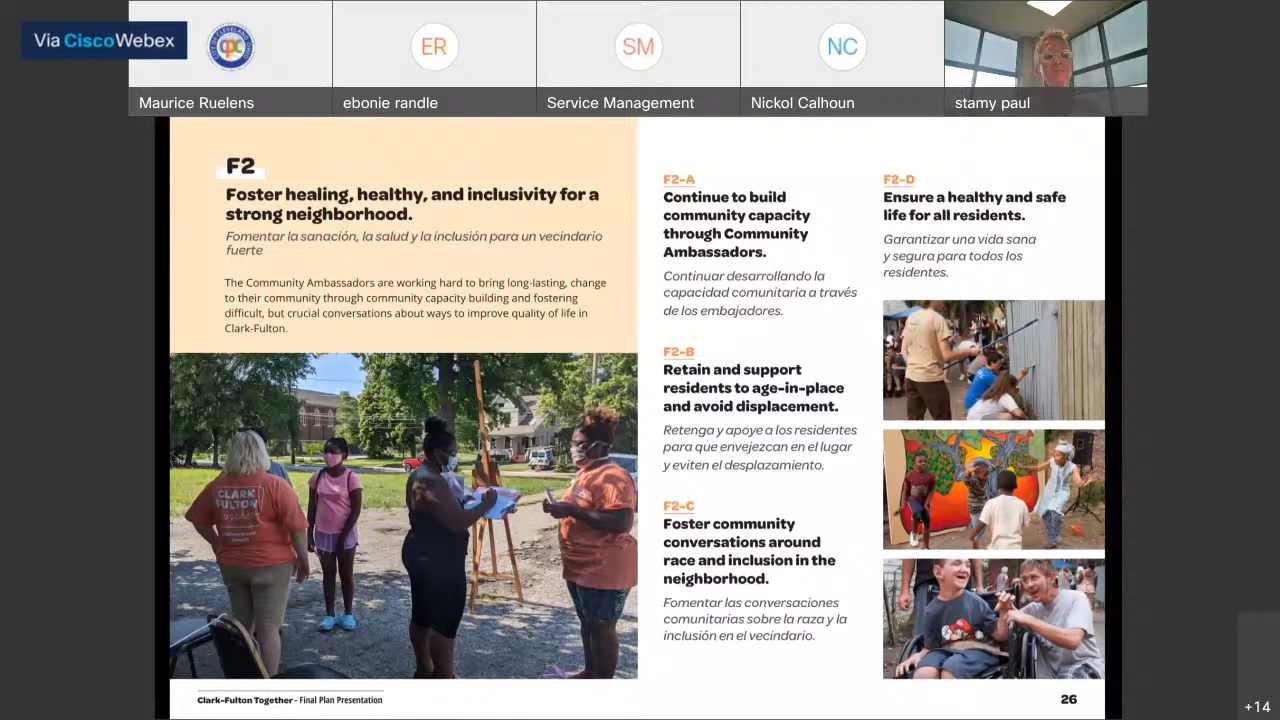 Via Cisco Webex
ER
SM
NC
Maurice Ruelens
ebonie randle
Service Management
Nickol Calhoun
stamy paul
F2
Foster healing, healthy, and inclusivity for a
strong neighborhood.
Fomentar la sanación, la salud y la inclusión para un vecindario
fuerte
The Community Ambassadors are working hard to bring long-lasting, change
to their community through community capacity building and fostering
difficult, but crucial conversations about ways to improve quality of life in
Clark-Fulton.
CLARK
FULTON
F2-A
Continue to build
community capacity
through Community
Ambassadors.
Continuar desarrollando la
capacidad comunitaria a través
de los embajadores.
F2-B
Retain and support
residents to age-in-place
and avoid displacement.
Retenga y apoye a los residentes
para que envejezcan en el lugar
y eviten el desplazamiento.
F2-C
Foster community
conversations around
race and inclusion in the
neighborhood.
Fomentar las conversaciones
comunitarias sobre la raza y la
inclusión en el vecindario.
F2-D
Ensure a healthy and safe
life for all residents.
Garantizar una vida sana
y segura para todos los
residentes.
Clark-Fulton Together - Final Plan Presentation
26
+14